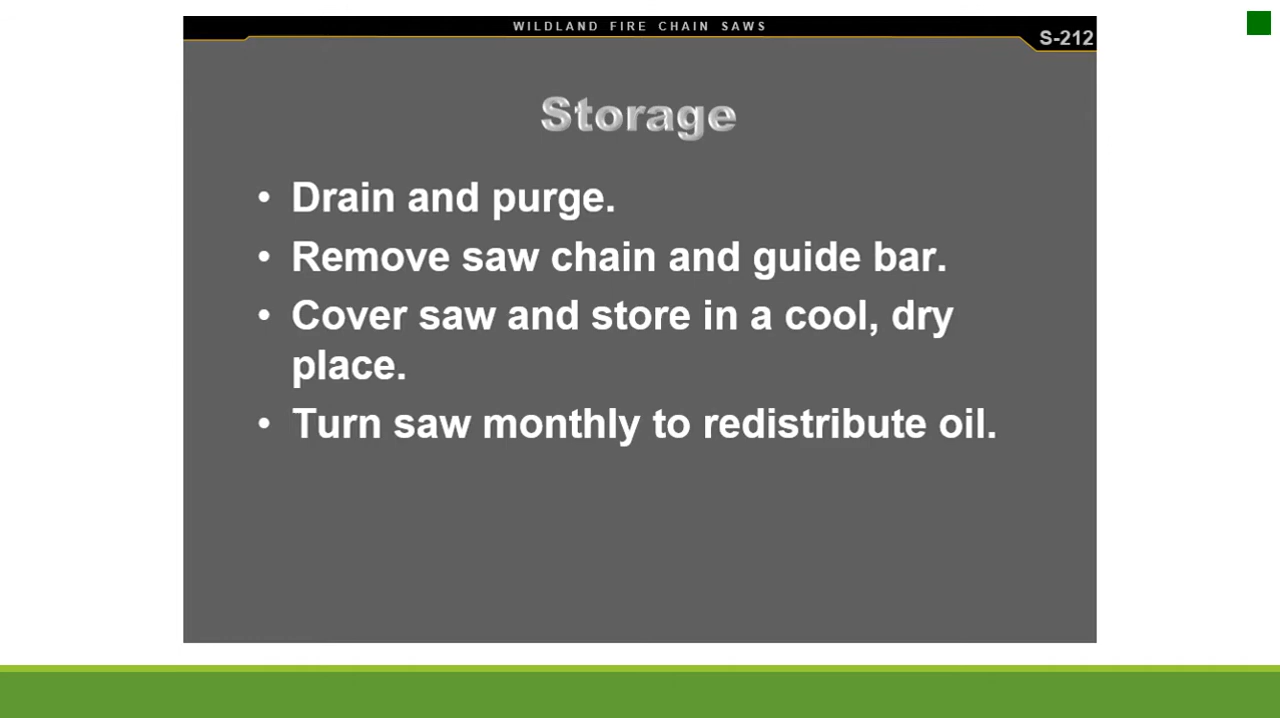 WILDLAND FIRE CHAIN SAWS
S-212
Storage
• Drain and purge.
• Remove saw chain and guide bar.
• Cover saw and store in a cool, dry
place.
• Turn saw monthly to redistribute oil.